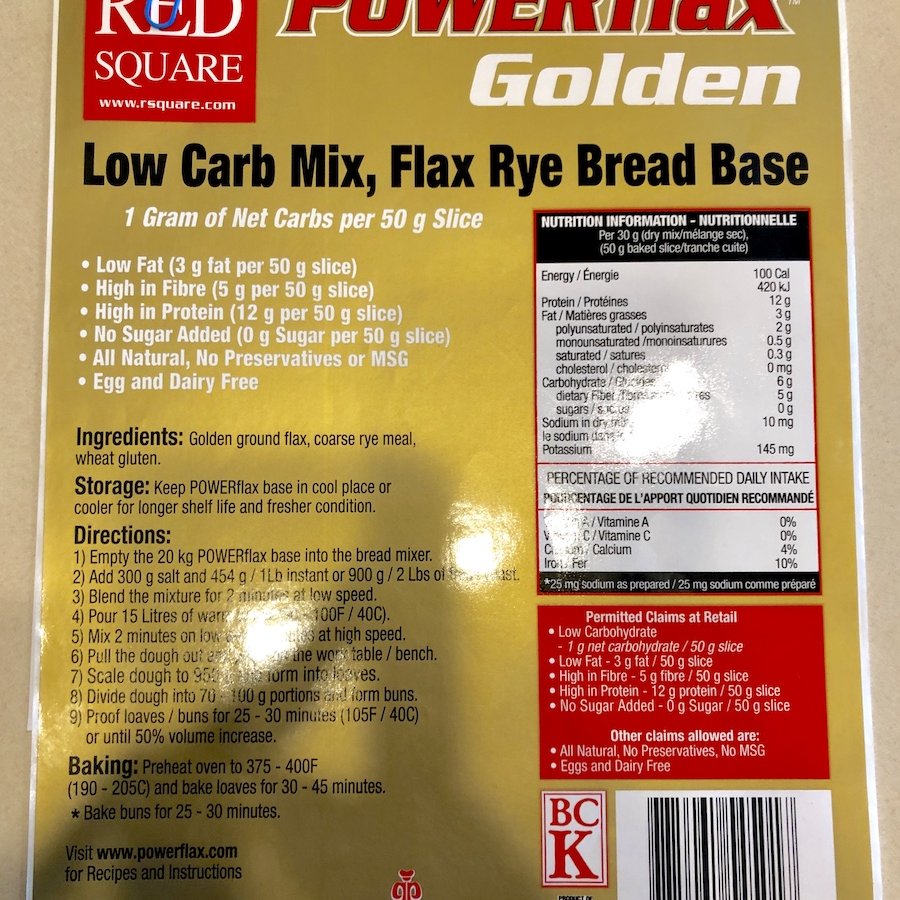 RED
SQUARE
www.rsquare.com
POWERflax™
Golden
Low Carb Mix, Flax Rye Bread Base
1 Gram of Net Carbs per 50 g Slice
• Low Fat (3 g fat per 50 g slice)
• High in Fibre (5 g per 50 g slice)
• High in Protein (12 g per 50 g slice)
• No Sugar Added (0 g Sugar per 50 g slice)
• All Natural, No Preservatives or MSG
• Egg and Dairy Free
Ingredients: Golden ground flax, coarse rye meal,
wheat gluten.
Storage: Keep POWERflax base in cool place or
cooler for longer shelf life and fresher condition.
Directions:
1) Empty the 20 kg POWERflax base into the bread mixer.
2) Add 300 g salt and 454 g / 1Lb instant or 900 g / 2 Lbs of
3) Blend the mixture for 2 minutes at low speed.
4) Pour 15 Litres of 100F / 40C).
5) Mix 2 minutes on low at high speed.
6) Pull the dough out the work table / bench.
7) Scale dough to form into loaves.
8) Divide dough into 70 - 100 g portions and form buns.
9) Proof loaves / buns for 25 - 30 minutes (105F / 40C)
or until 50% volume increase.
Baking: Preheat oven to 375 - 400F
(190 - 205C) and bake loaves for 30 - 45 minutes.
* Bake buns for 25 - 30 minutes.
Visit www.powerflax.com
for Recipes and Instructions
NUTRITION INFORMATION - NUTRITIONNELLE
Per 30 g (dry mix/mélange sec),
(50 g baked slice/tranche cuite)
Energy / Énergie 100 Cal
420 kJ
Protein / Protéines 12 g
Fat / Matières grasses 3 g
polyunsaturated / polyinsaturates 2 g
monounsaturated /monoinsaturures 0.5 g
saturated / satures 0.3 g
cholesterol / 0 mg
Carbohydrate / Glucides 6 g
dietary Fiber 5 g
sugars / 0 g
Sodium in dry 10 mg
le sodium
Potassium 145 mg
PERCENTAGE OF RECOMMENDED DAILY INTAKE
POURCENTAGE DE L'APPORT QUOTIDIEN RECOMMANDÉ
A / Vitamine A 0%
C / Vitamine C 0%
/ Calcium 4%
Iron / Fer 10%
*25 mg sodium as prepared / 25 mg sodium comme préparé
Permitted Claims at Retail
• Low Carbohydrate
- 1 g net carbohydrate / 50 g slice
• Low Fat - 3 g fat / 50 g slice
• High in Fibre - 5 g fibre / 50 g slice
• High in Protein - 12 g protein / 50 g slice
• No Sugar Added - 0 g Sugar / 50 g slice
Other claims allowed are:
• All Natural, No Preservatives, No MSG
• Eggs and Dairy Free
BC
K
PRODUCT OF